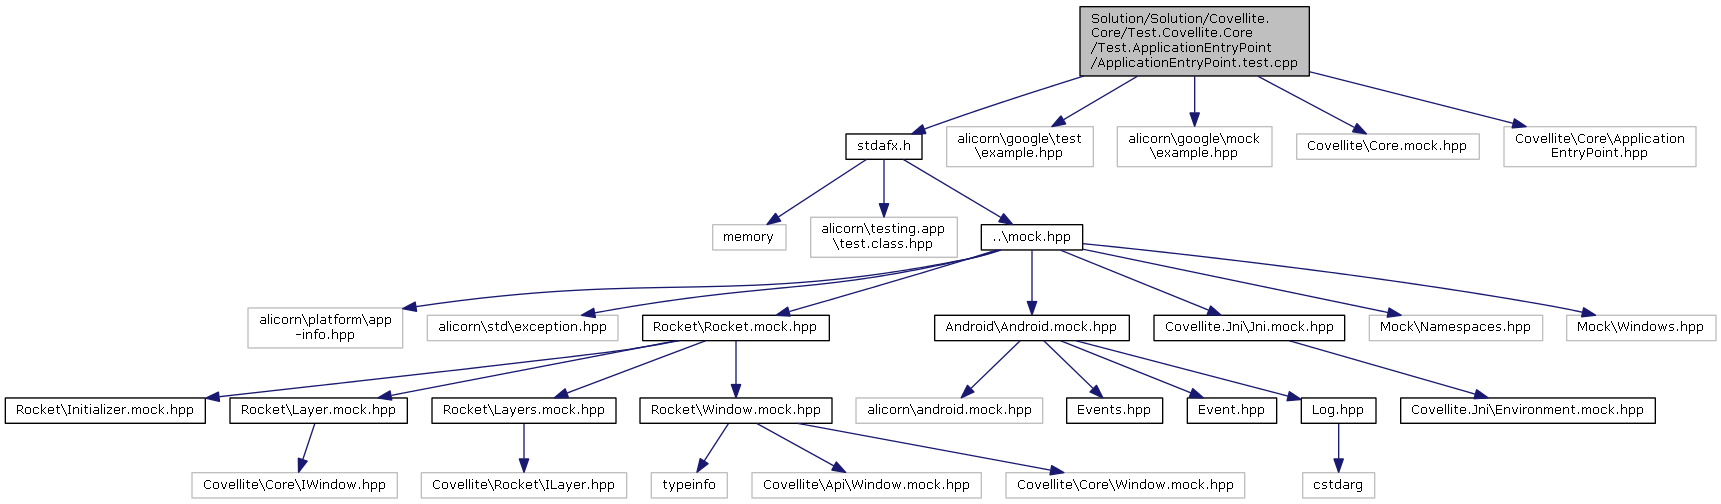 Solution/Solution/Covellite.
Core/Test.Covellite.Core
/Test.ApplicationEntryPoint
/ApplicationEntryPoint.test.cpp
stdafx.h
alicorn\google\test
\example.hpp
alicorn\google\mock
\example.hpp
Covellite\Core.mock.hpp
Covellite\Core\Application
EntryPoint.hpp
memory
alicorn\testing.app
\test.class.hpp
..\mock.hpp
alicorn\platform\app
-info.hpp
alicorn\std\exception.hpp
Rocket\Rocket.mock.hpp
Android\Android.mock.hpp
Covellite.Jni\Jni.mock.hpp
Mock\Namespaces.hpp
Mock\Windows.hpp
Rocket\Initializer.mock.hpp
Rocket\Layer.mock.hpp
Rocket\Layers.mock.hpp
Rocket\Window.mock.hpp
alicorn\android.mock.hpp
Events.hpp
Event.hpp
Log.hpp
Covellite.Jni\Environment.mock.hpp
Covellite\Core\IWindow.hpp
Covellite\Rocket\ILayer.hpp
typeinfo
Covellite\Api\Window.mock.hpp
Covellite\Core\Window.mock.hpp
cstdarg